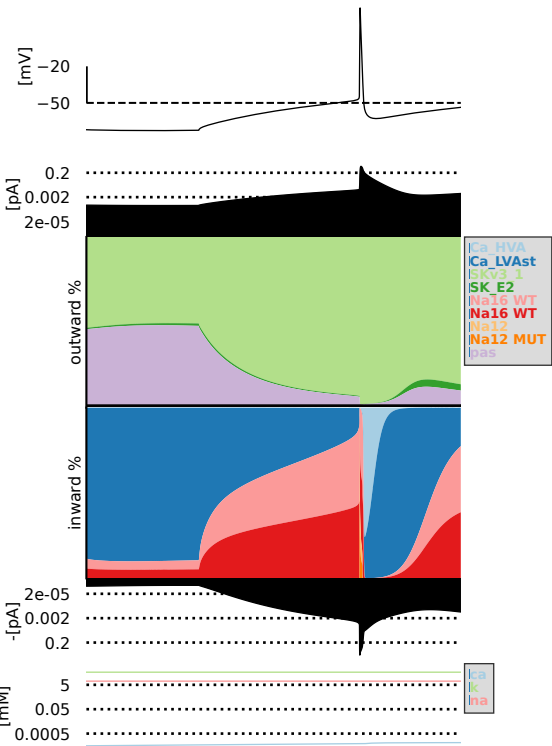 [mV]
−20
−50
[pA]
0.2
0.002
2e-05
outward %
Ca_HVA
Ca_LVAst
SKv3_1
SK_E2
Na16 WT
Na16 WT
Na12
Na12 MUT
pas
inward %
-[pA]
2e-05
0.002
0.2
[mM]
5
0.05
0.0005
ca
k
na